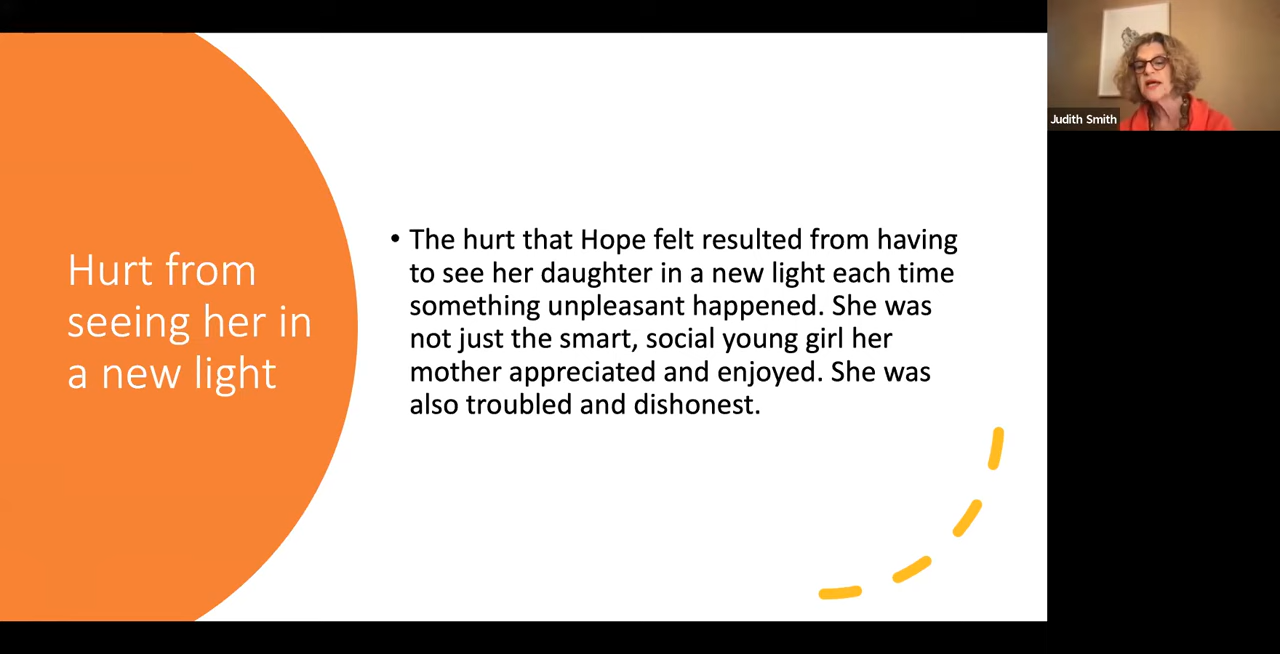 Hurt from
seeing her in
a new light
• The hurt that Hope felt resulted from having
to see her daughter in a new light each time
something unpleasant happened. She was
not just the smart, social young girl her
mother appreciated and enjoyed. She was
also troubled and dishonest.
Judith Smith